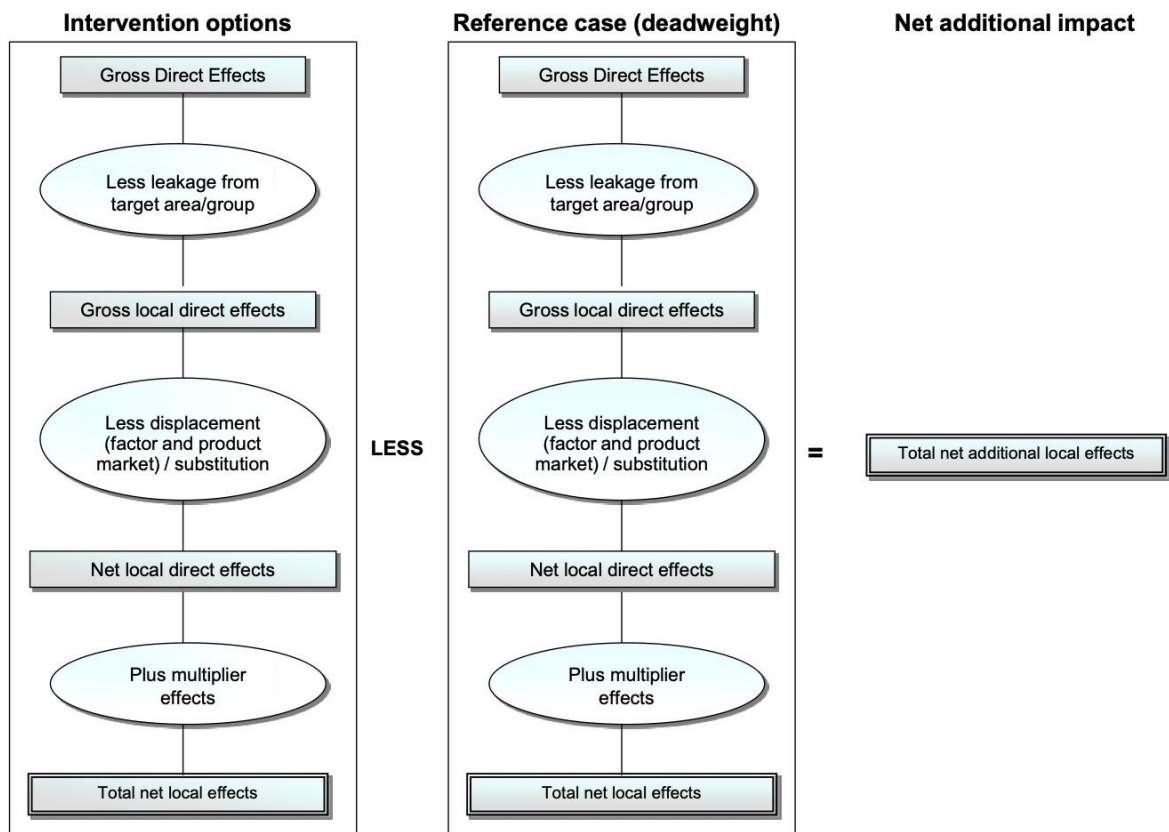 Intervention options
Gross Direct Effects
Less leakage from
target area/group
Gross local direct effects
Less displacement
(factor and product
market) / substitution
Net local direct effects
Plus multiplier
effects
Total net local effects
LESS
Reference case (deadweight)
Gross Direct Effects
Less leakage from
target area/group
Gross local direct effects
Less displacement
(factor and product
market) / substitution
Net local direct effects
Plus multiplier
effects
Total net local effects
=
Net additional impact
Total net additional local effects